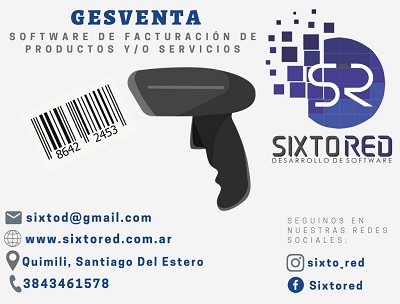 GESVENTA
SOFTWARE DE FACTURACIÓN DE
PRODUCTOS Y/O SERVICIOS
8642 2453
SR
SIXTORED
DESARROLLO DE SOFTWARE
sixtod@gmail.com
www.sixtored.com.ar
Quimili, Santiago Del Estero
3843461578
SEGUINOS EN
NUESTRAS REDES
SOCIALES:
sixto_red
Sixtored